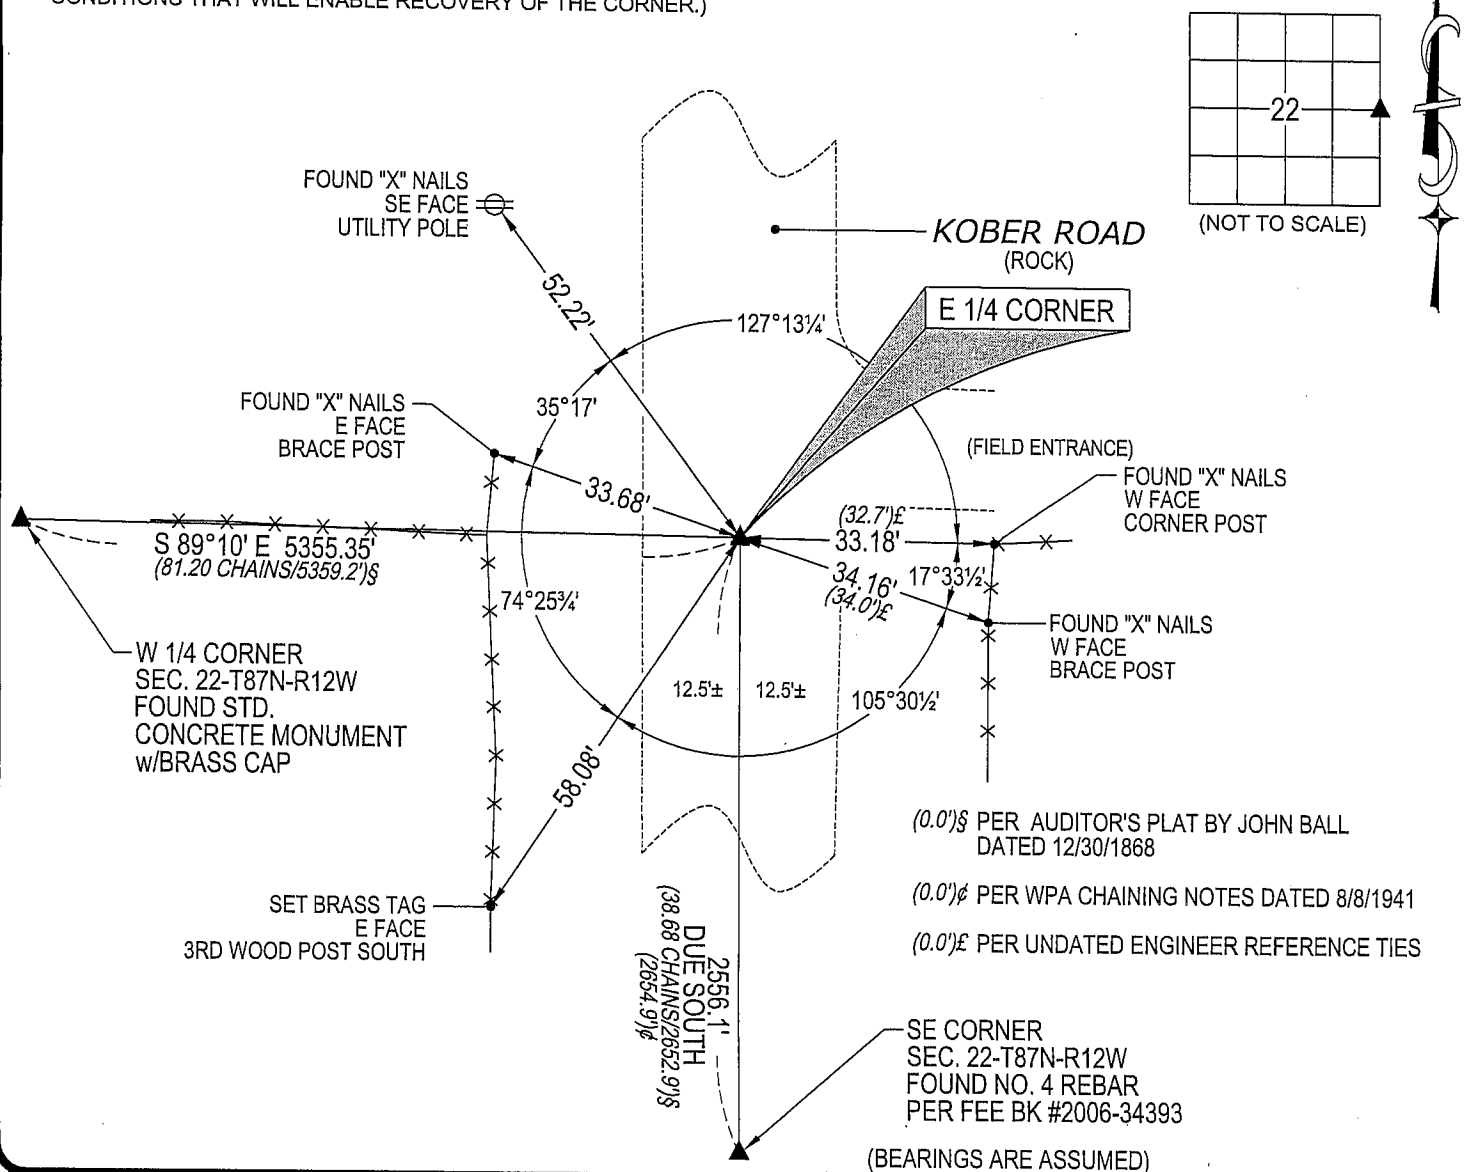 CONDITIONS THAT WILL ENABLE RECOVERY OF THE CORNER.)
22
(NOT TO SCALE)
FOUND "X" NAILS
SE FACE
UTILITY POLE
KOBER ROAD
(ROCK)
52.22'
127°13¼'
E 1/4 CORNER
FOUND "X" NAILS
E FACE
BRACE POST
35°17'
33.68'
(FIELD ENTRANCE)
FOUND "X" NAILS
W FACE
CORNER POST
(32.7')£
33.18'
S 89°10' E 5355.35'
(81.20 CHAINS/5359.2')§
34.16'
(34.0')£
17°33½'
74°25¾'
FOUND "X" NAILS
W FACE
BRACE POST
W 1/4 CORNER
SEC. 22-T87N-R12W
FOUND STD.
CONCRETE MONUMENT
w/BRASS CAP
12.5'±
12.5'±
105°30½'
58.08'
(0.0')§ PER AUDITOR'S PLAT BY JOHN BALL
DATED 12/30/1868
(0.0')¢ PER WPA CHAINING NOTES DATED 8/8/1941
(0.0')£ PER UNDATED ENGINEER REFERENCE TIES
SET BRASS TAG
E FACE
3RD WOOD POST SOUTH
2556.1'
DUE SOUTH
(38.68 CHAINS/2652.9')§
(2654.9')¢
SE CORNER
SEC. 22-T87N-R12W
FOUND NO. 4 REBAR
PER FEE BK #2006-34393
(BEARINGS ARE ASSUMED)